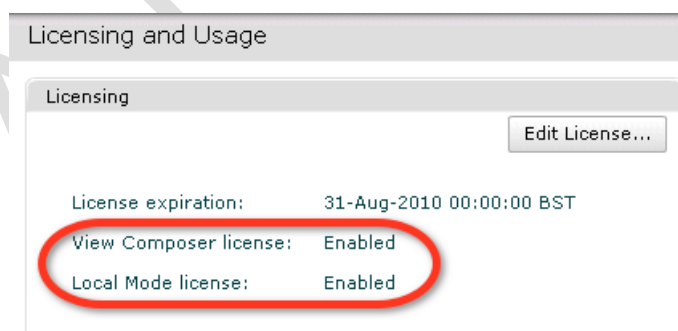 Licensing and Usage
Licensing
Edit License...
License expiration: 31-Aug-2010 00:00:00 BST
View Composer license: Enabled
Local Mode license: Enabled